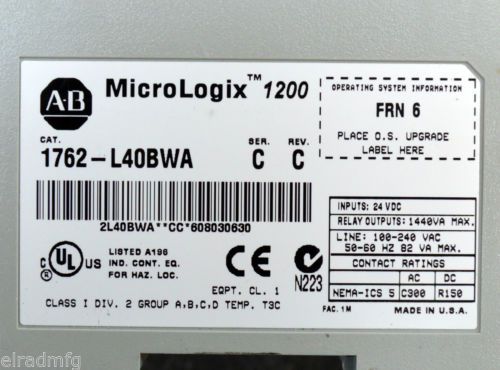 A-B
MicroLogix™ 1200
OPERATING SYSTEM INFORMATION
FRN 6
PLACE O.S. UPGRADE
LABEL HERE
CAT. SER. REV.
1762-L40BWA C C
2L40BWA**CC*608030630
INPUTS: 24 VDC
RELAY OUTPUTS: 1440VA MAX.
LINE: 100-240 VAC
50-60 HZ 82 VA MAX.
CONTACT RATINGS
AC DC
NEMA-ICS 5 C300 R150
C UL US
LISTED A196
IND. CONT. EQ.
FOR HAZ. LOC.
CE
N223
EQPT. CL. 1
CLASS I DIV. 2 GROUP A,B,C,D TEMP. T3C
FAC. 1M MADE IN U.S.A.
elradmfg